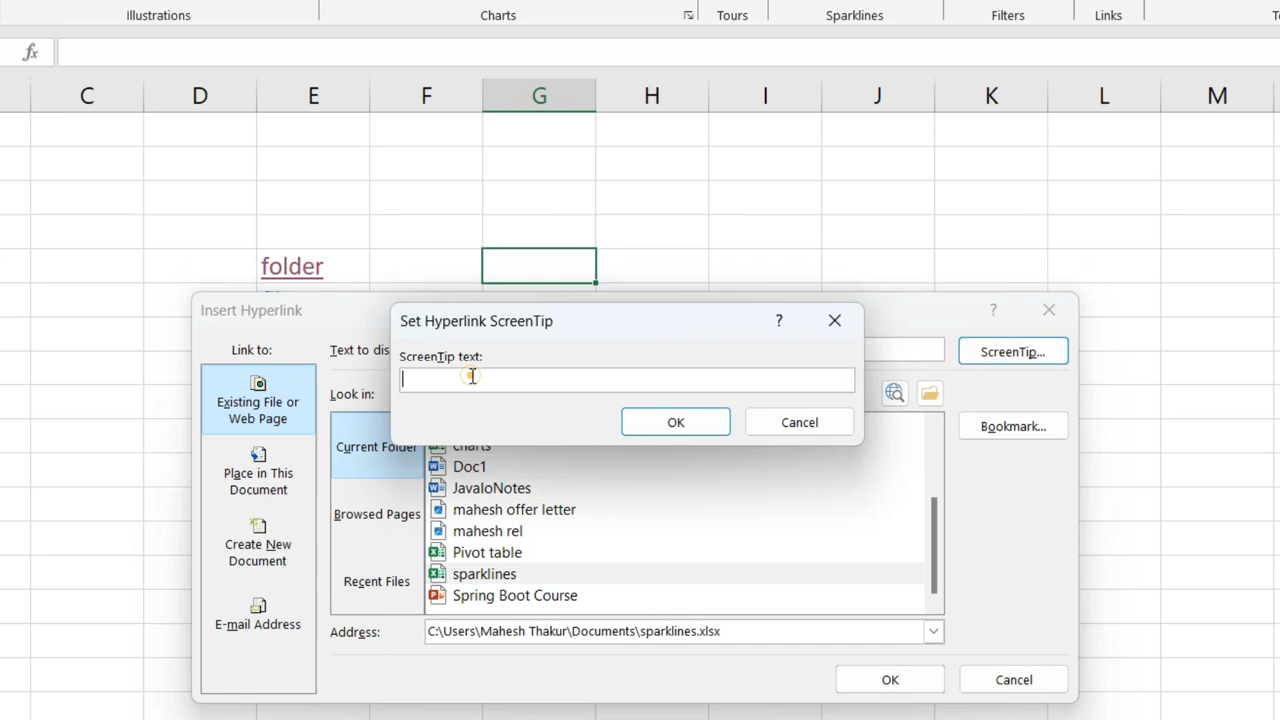 Illustrations Charts Tours Sparklines Filters Links
fx
C D E F G H I J K L M
folder
Insert Hyperlink
?
Set Hyperlink ScreenTip
?
Link to:
Text to dis
ScreenTip...
ScreenTip text:
Existing File or
Web Page
Look in:
OK
Cancel
Bookmark...
Current Folder
Place in This
Document
Browsed Pages
Create New
Document
Recent Files
E-mail Address
Doc1
JavaIoNotes
mahesh offer letter
mahesh rel
Pivot table
sparklines
Spring Boot Course
Address:
C:\Users\Mahesh Thakur\Documents\sparklines.xlsx
OK
Cancel